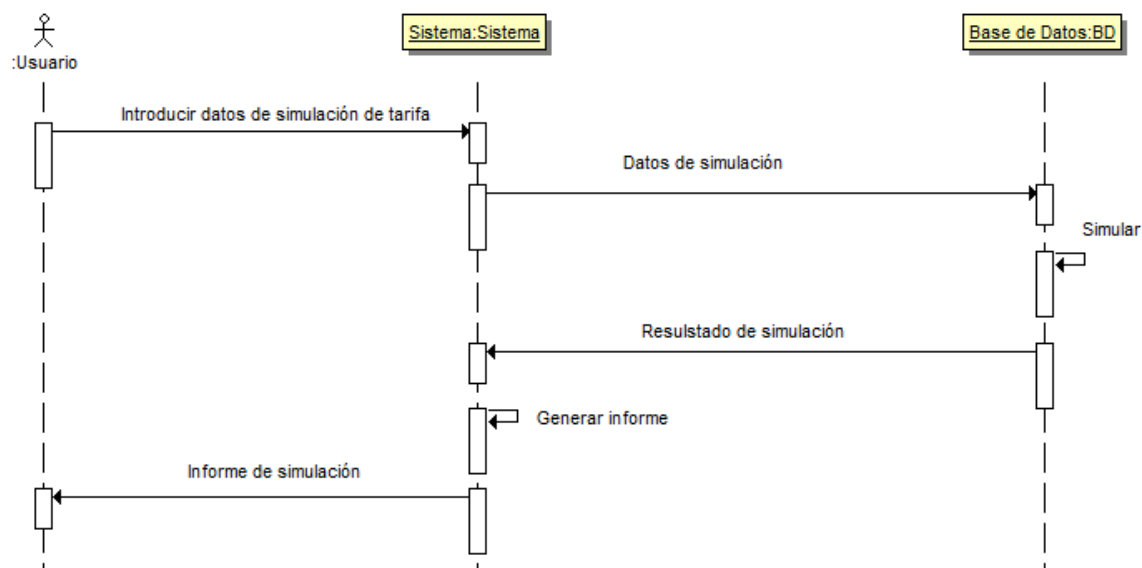 Sistema:Sistema
Base de Datos:BD
:Usuario
Introducir datos de simulación de tarifa
Datos de simulación
Simular
Resulstado de simulación
Generar informe
Informe de simulación